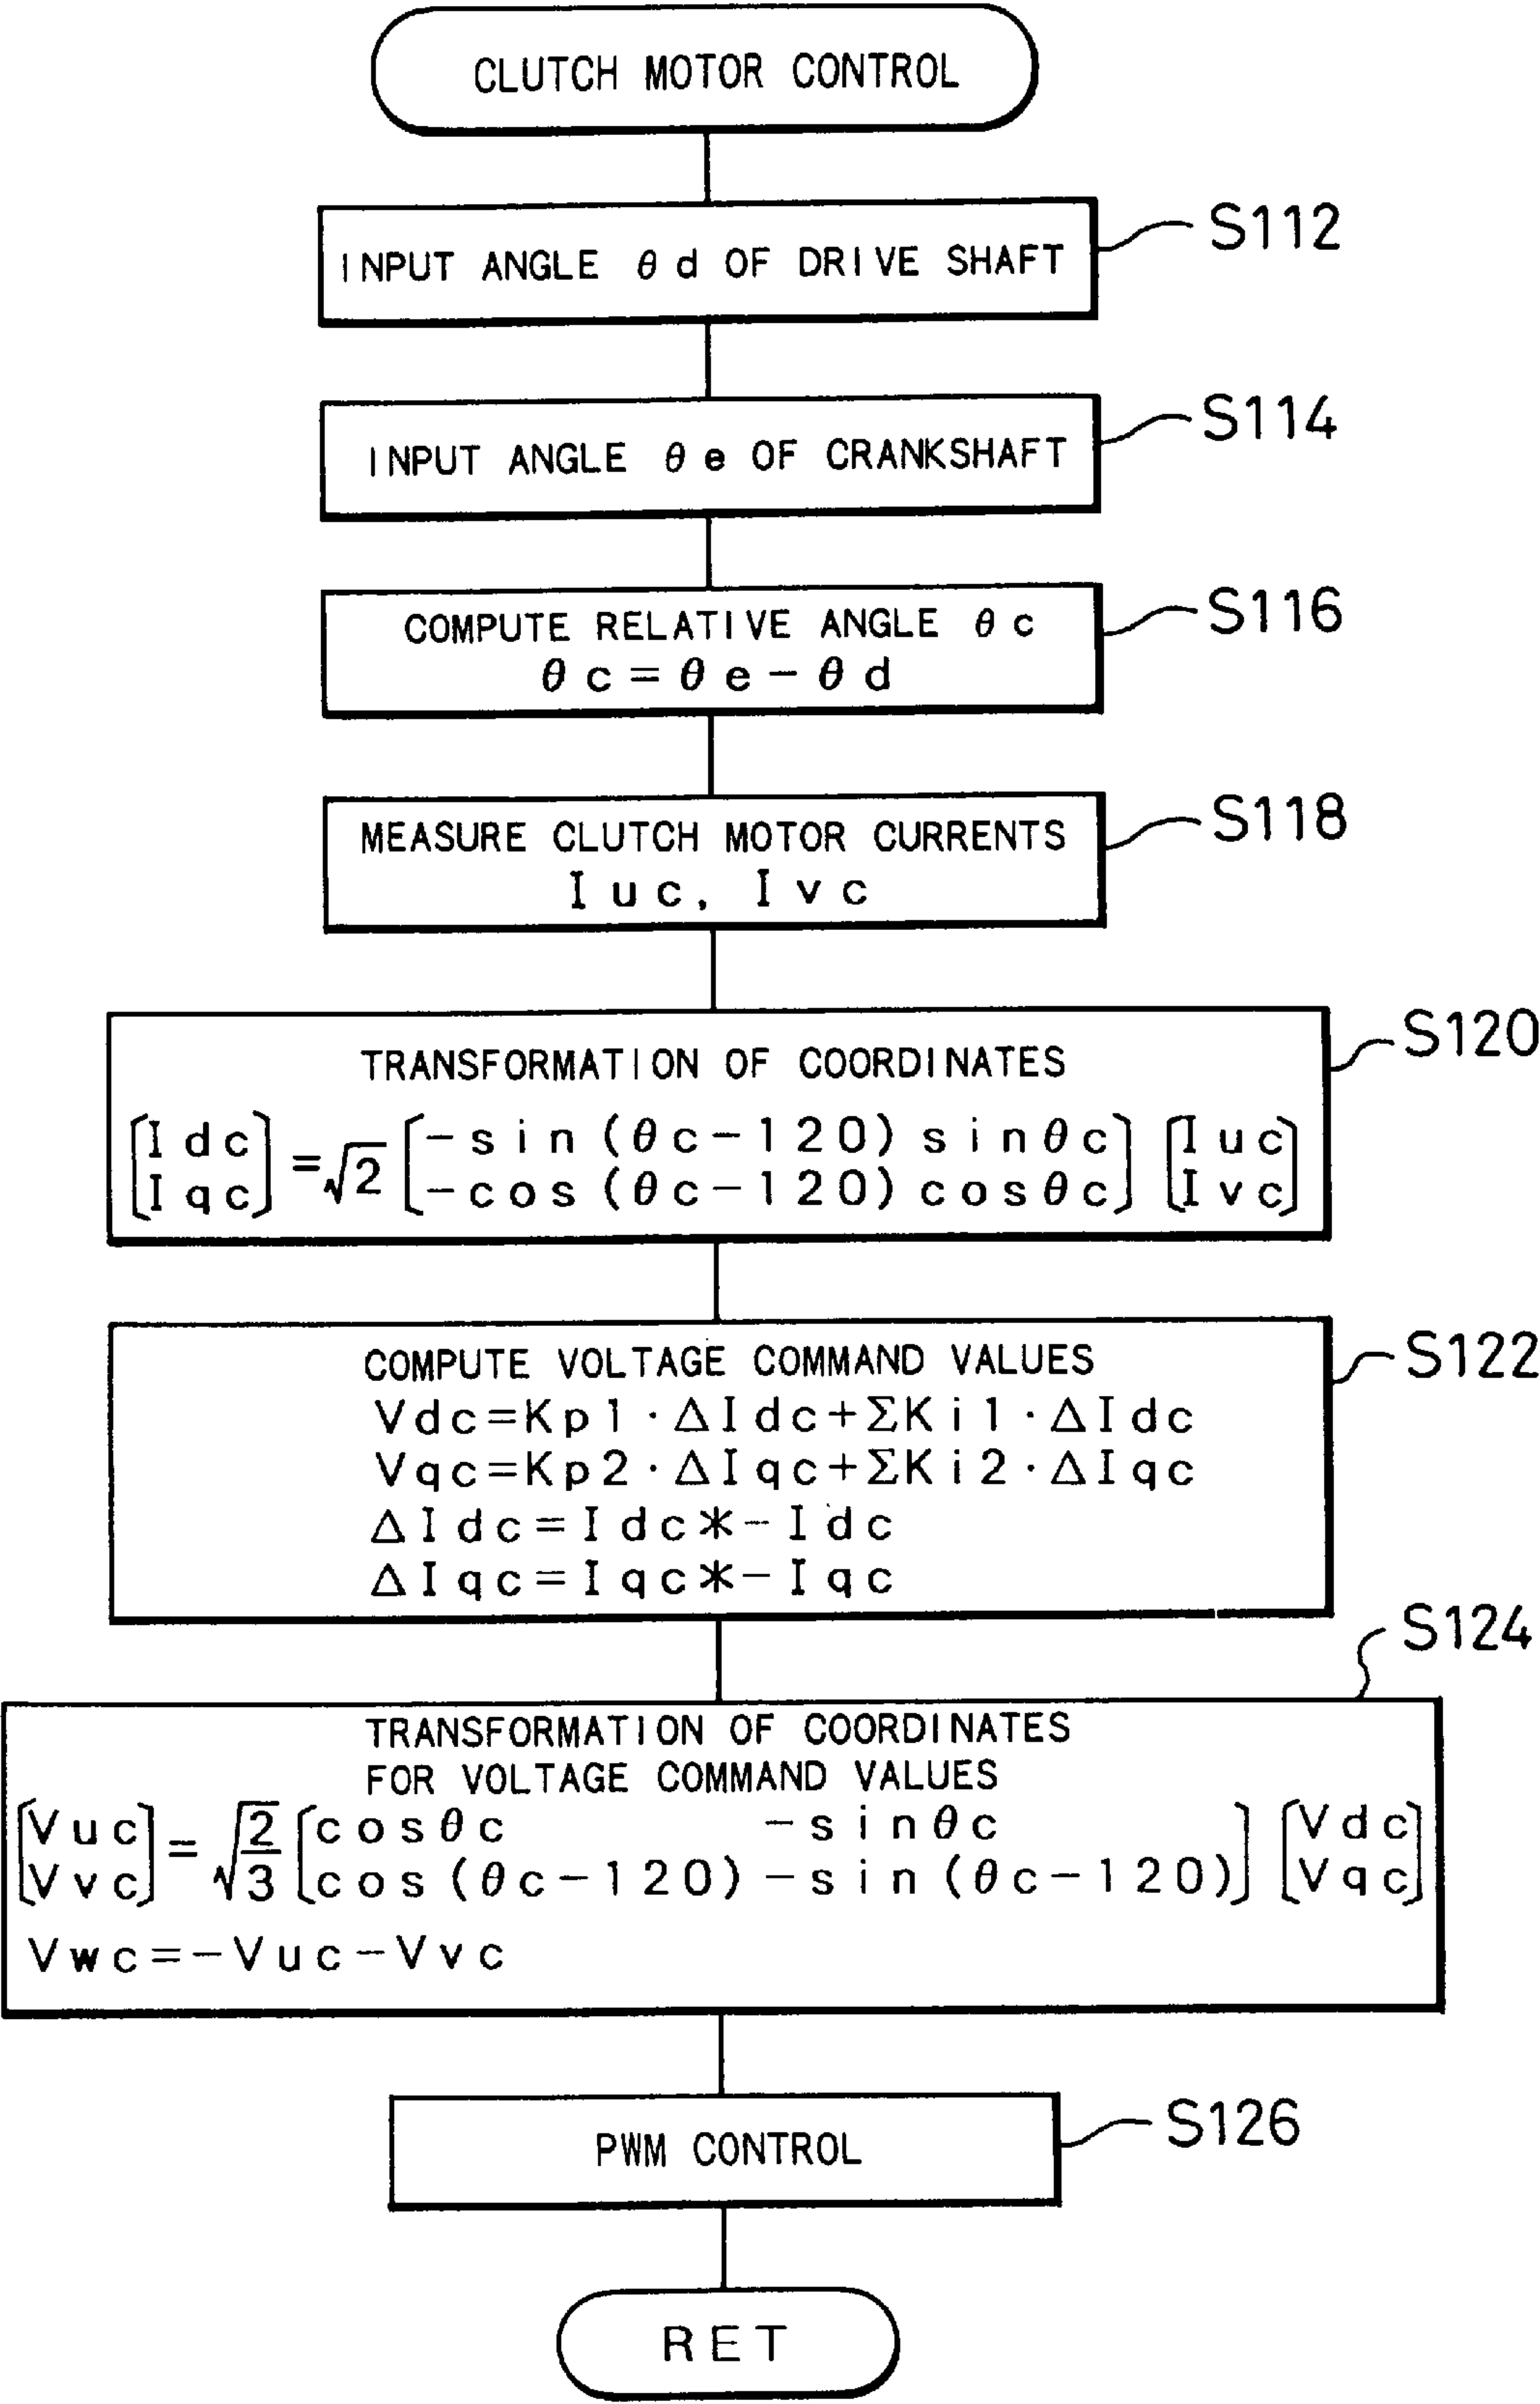 CLUTCH MOTOR CONTROL
INPUT ANGLE θd OF DRIVE SHAFT
S112
INPUT ANGLE θe OF CRANKSHAFT
S114
COMPUTE RELATIVE ANGLE θc
θc=θe-θd
S116
MEASURE CLUTCH MOTOR CURRENTS
Iuc, Ivc
S118
TRANSFORMATION OF COORDINATES
S120
[Idc] =√2 [-sin(θc-120) sinθc] [Iuc]
[Iqc] [-cos(θc-120) cosθc] [Ivc]
COMPUTE VOLTAGE COMMAND VALUES
S122
Vdc=Kp1·ΔIdc+ΣKi1·ΔIdc
Vqc=Kp2·ΔIqc+ΣKi2·ΔIqc
ΔIdc=Idc*-Idc
ΔIqc=Iqc*-Iqc
S124
TRANSFORMATION OF COORDINATES
FOR VOLTAGE COMMAND VALUES
[Vuc] = √2/3 [cosθc -sinθc] [Vdc]
[Vvc] [cos(θc-120) -sin(θc-120)] [Vqc]
Vwc=-Vuc-Vvc
PWM CONTROL
S126
RET